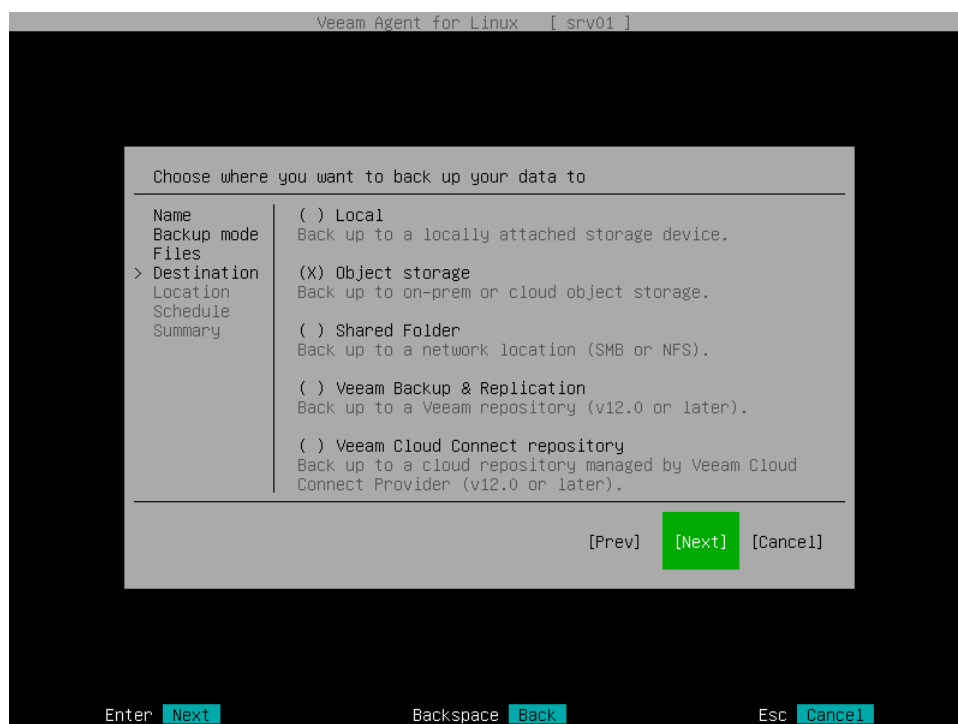 Veeam Agent for Linux [ srv01 ]
Choose where you want to back up your data to
Name
Backup mode
Files
> Destination
Location
Schedule
Summary
( ) Local
Back up to a locally attached storage device.
(X) Object storage
Back up to on-prem or cloud object storage.
( ) Shared Folder
Back up to a network location (SMB or NFS).
( ) Veeam Backup & Replication
Back up to a Veeam repository (v12.0 or later).
( ) Veeam Cloud Connect repository
Back up to a cloud repository managed by Veeam Cloud
Connect Provider (v12.0 or later).
[Prev] [Next] [Cancel]
Enter Next Backspace Back Esc Cancel